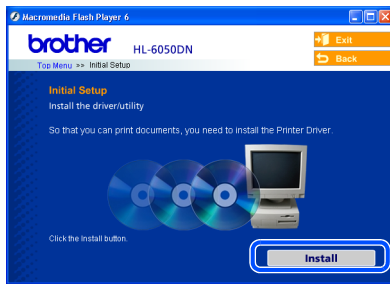 Macromedia Flash Player 6
brother HL-6050DN
Exit
Back
Top Menu »» Initial Setup
Initial Setup
Install the driver/utility
So that you can print documents, you need to install the Printer Driver.
Click the Install button.
Install